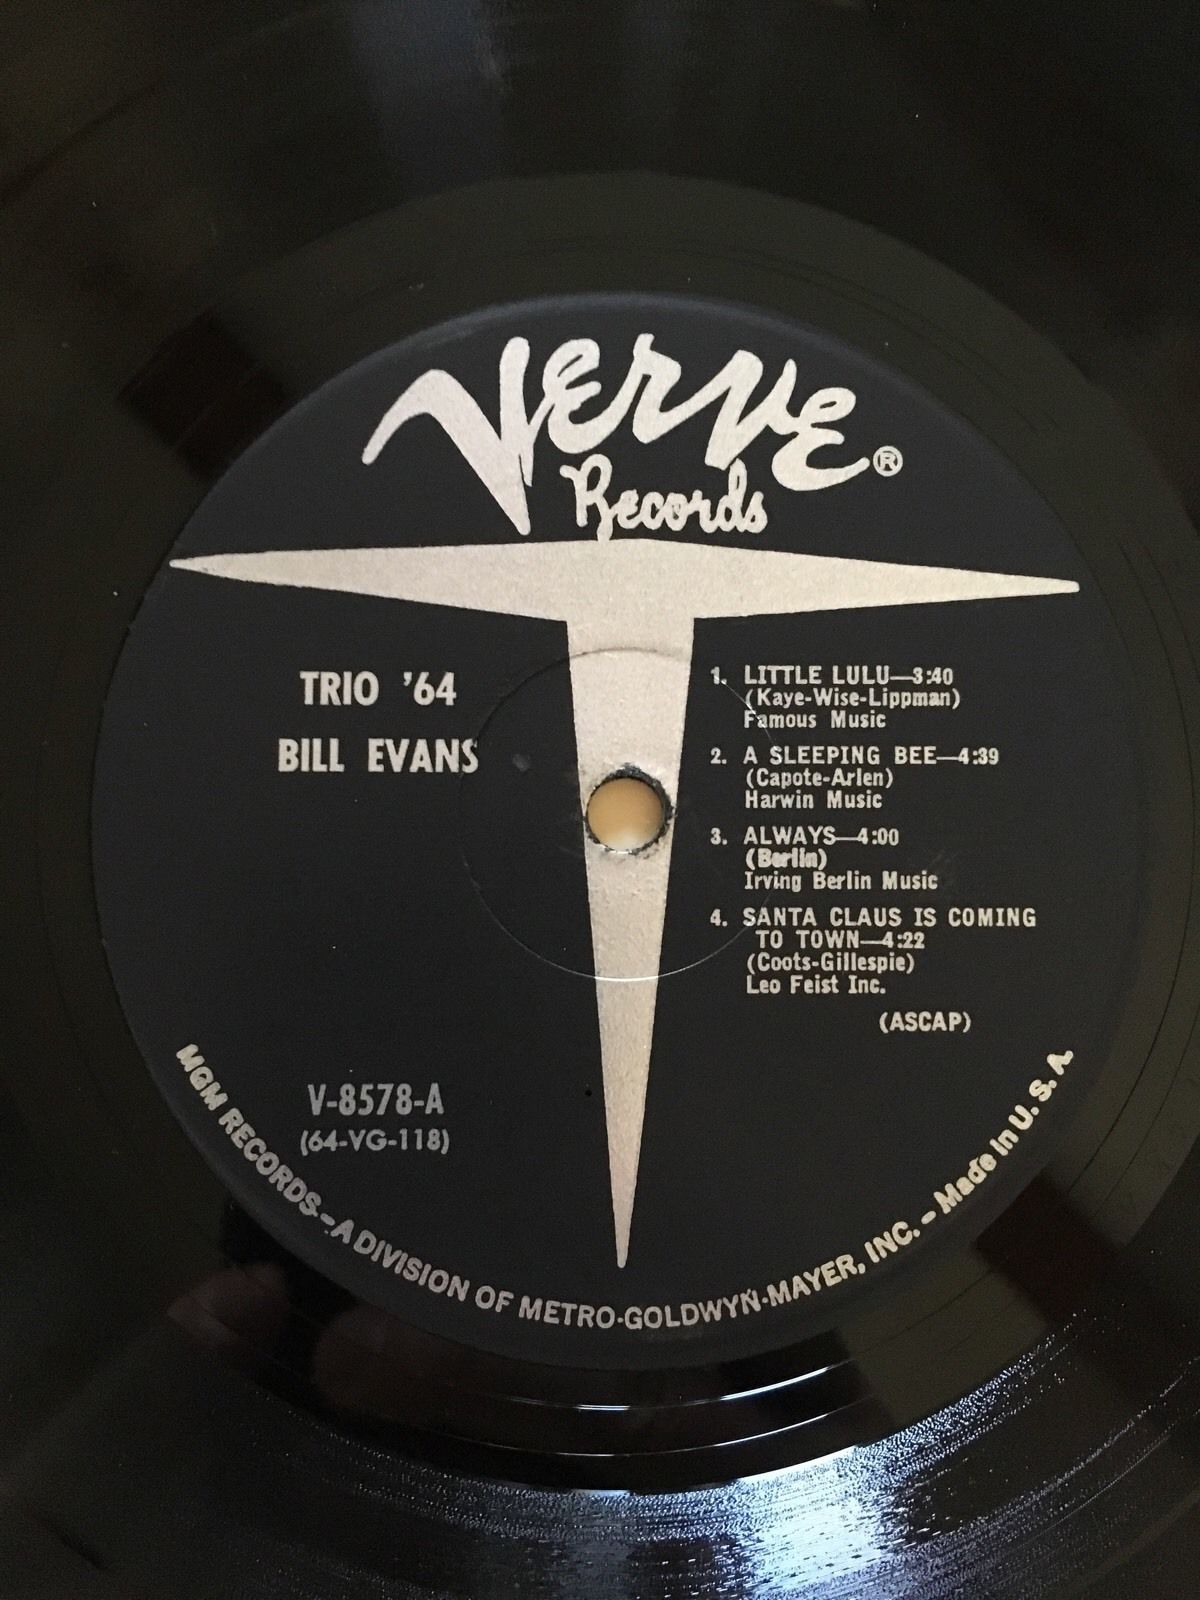 Verve®
Records
TRIO '64
BILL EVANS
1. LITTLE LULU—3:40
(Kaye-Wise-Lippman)
Famous Music
2. A SLEEPING BEE—4:39
(Capote-Arlen)
Harwin Music
3. ALWAYS—4:00
(Berlin)
Irving Berlin Music
4. SANTA CLAUS IS COMING
TO TOWN—4:22
(Coots-Gillespie)
Leo Feist Inc.
(ASCAP)
V-8578-A
(64-VG-118)
MGM RECORDS – A DIVISION OF METRO-GOLDWYN-MAYER, INC. – Made in U. S. A.